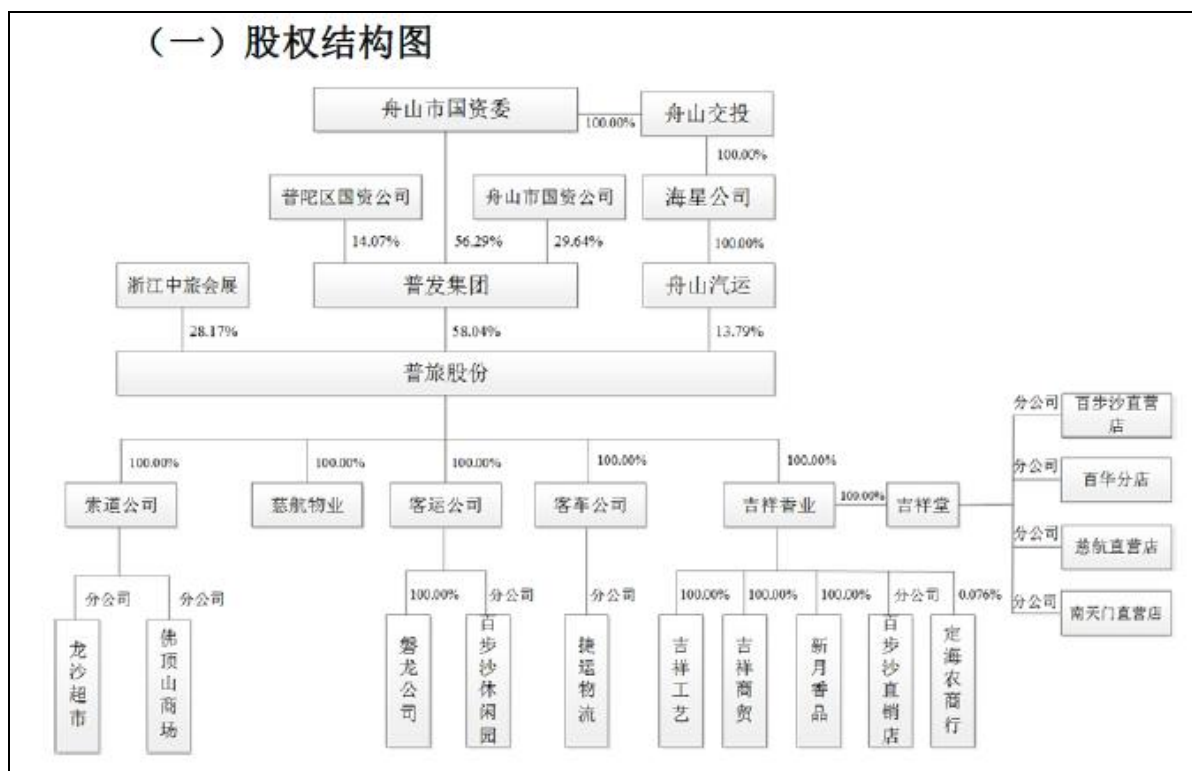 （一）股权结构图
舟山市国资委
100.00%
舟山交投
100.00%
普陀区国资公司
舟山市国资公司
海星公司
14.07%
56.29%
29.64%
100.00%
浙江中旅会展
普发集团
舟山汽运
28.17%
58.04%
13.79%
普旅股份
100.00%
100.00%
100.00%
100.00%
100.00%
索道公司
慈航物业
客运公司
客车公司
吉祥香业
100.00%
吉祥堂
分公司
百步沙直营店
分公司
百华分店
分公司
慈航直营店
分公司
南天门直营店
分公司
分公司
100.00%
分公司
分公司
100.00%
100.00%
100.00%
分公司
0.076%
龙沙超市
佛顶山商场
磐龙公司
百步沙休闲园
捷运物流
吉祥工艺
吉祥商贸
新月香品
百步沙直销店
定海农商行